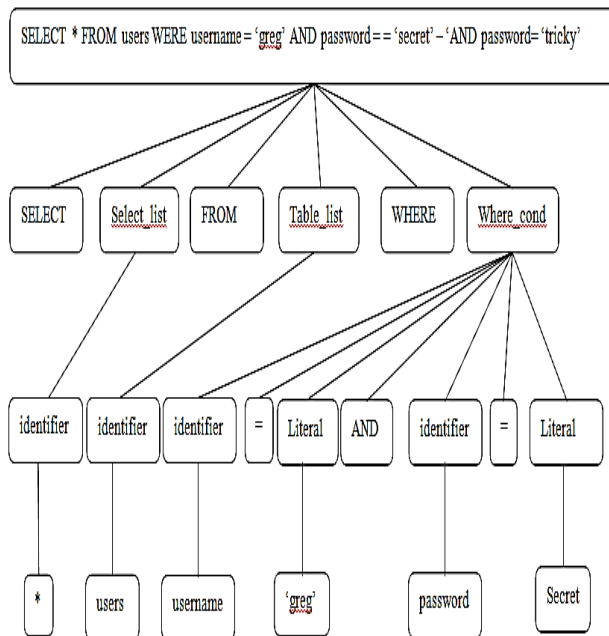 SELECT * FROM users WERE username = ‘greg’ AND password = = ‘secret’ – ‘AND password= ‘tricky’
SELECT Select_list FROM Table_list WHERE Where_cond
identifier identifier identifier = Literal AND identifier = Literal
* users username ‘greg’ password Secret